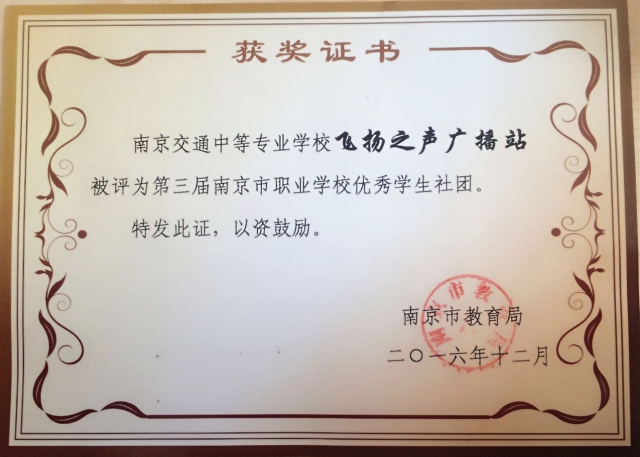 获奖证书
南京交通中等专业学校飞扬之声广播站
被评为第三届南京市职业学校优秀学生社团。
特发此证，以资鼓励。
南京市教育局
二〇一六年十二月